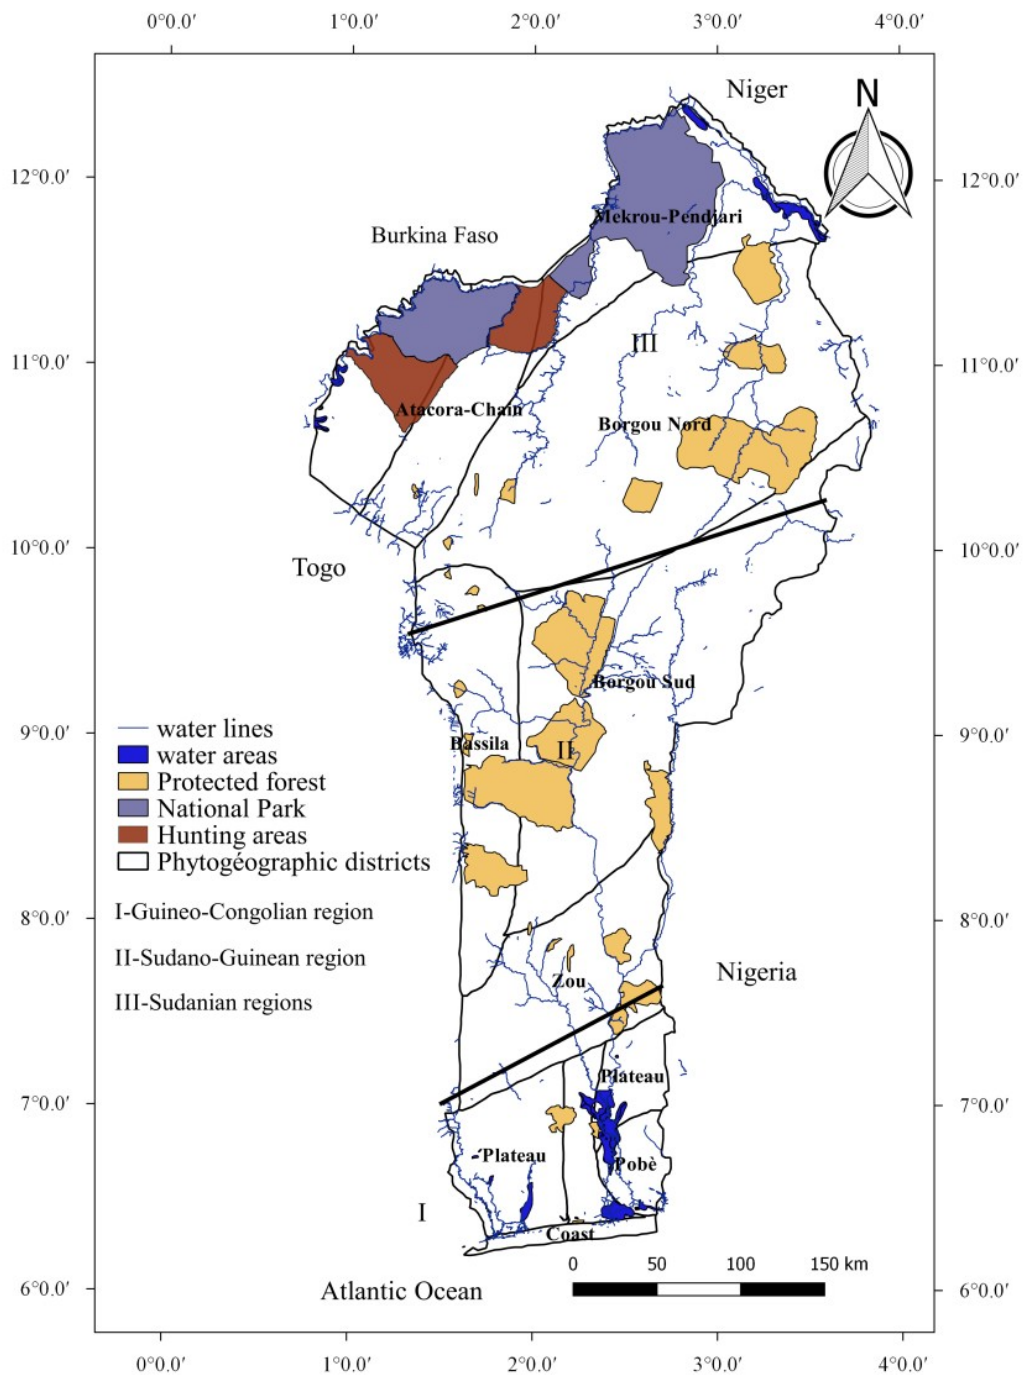 0°0.0′ 1°0.0′ 2°0.0′ 3°0.0′ 4°0.0′
Niger
N
12°0.0′ 12°0.0′
Mekrou-Pendjari
Burkina Faso
III
11°0.0′ 11°0.0′
Atacora-Chain
Borgou Nord
10°0.0′ 10°0.0′
Togo
Borgou Sud
9°0.0′ 9°0.0′
Bassila
II
water lines
water areas
Protected forest
National Park
Hunting areas
Phytogéographic districts
I-Guineo-Congolian region
8°0.0′ 8°0.0′
II-Sudano-Guinean region
Zou
Nigeria
III-Sudanian regions
Plateau
7°0.0′ 7°0.0′
Plateau
Pobè
I
Coast
0 50 100 150 km
6°0.0′ 6°0.0′
Atlantic Ocean
0°0.0′ 1°0.0′ 2°0.0′ 3°0.0′ 4°0.0′